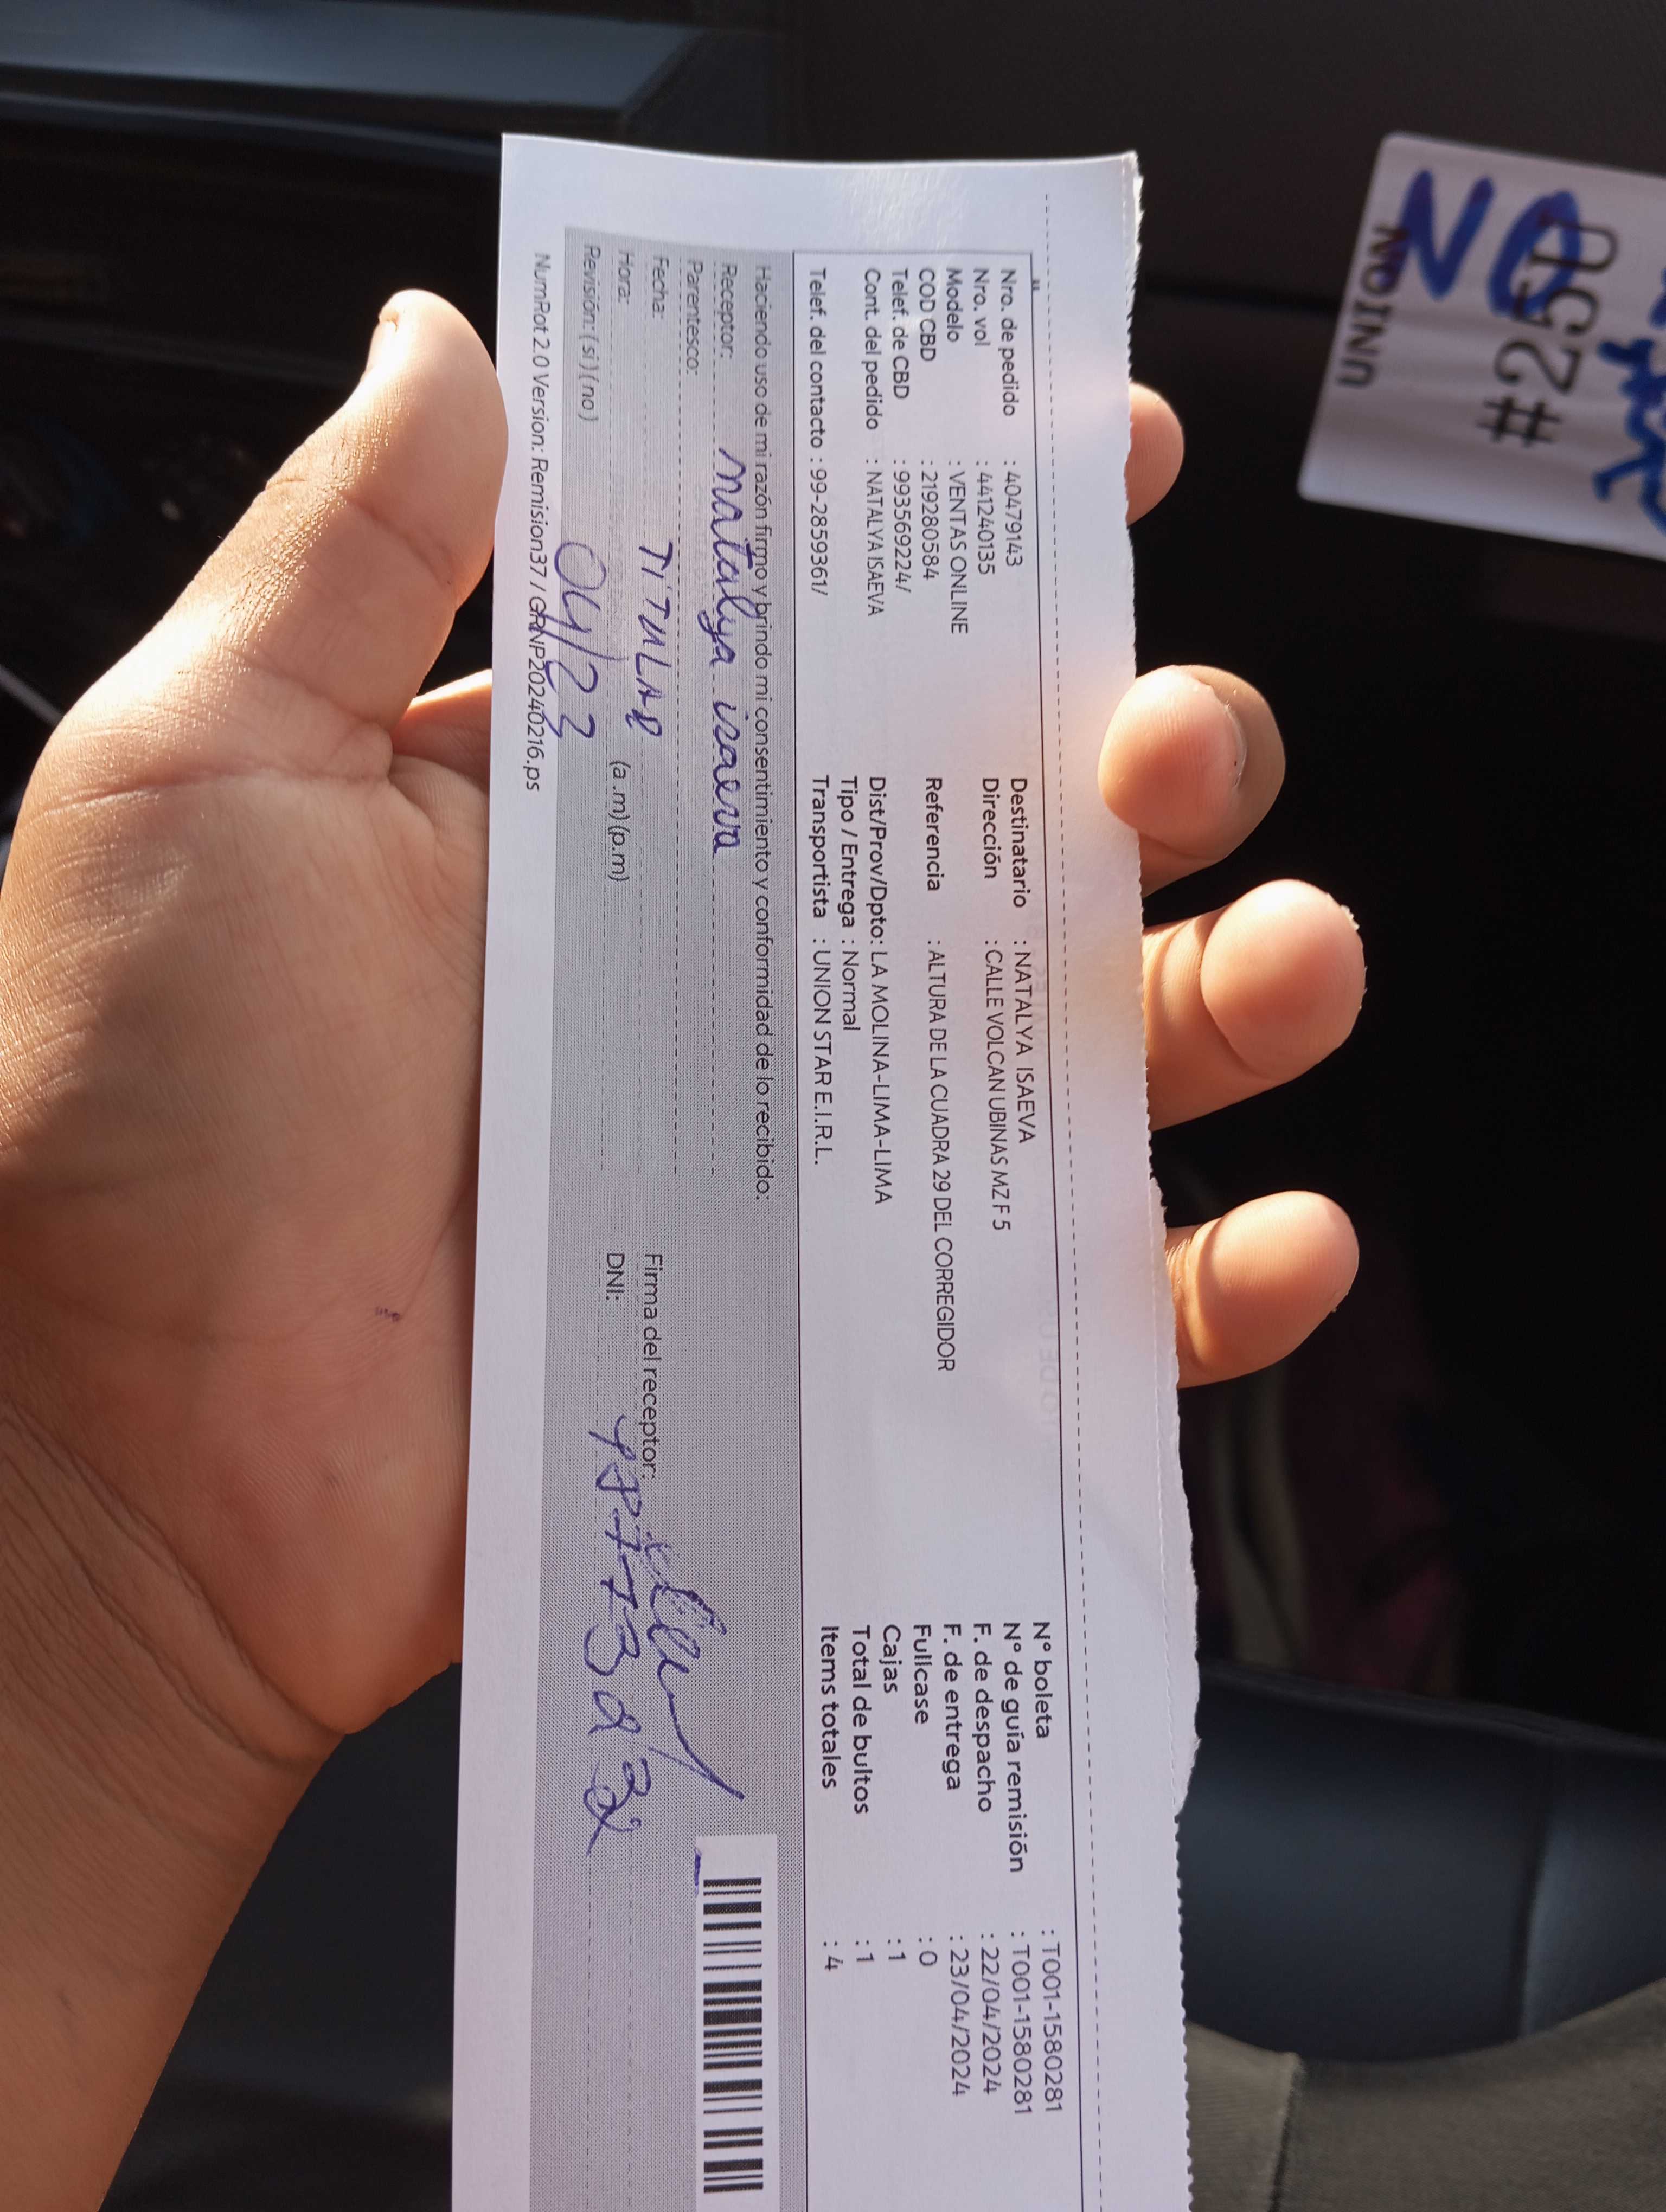 Nro. de pedido : 40479143
Nro. vol : 441240135
Modelo : VENTAS ONLINE
COD CBD : 219280584
Telef. de CBD : 993569224/
Cont. del pedido : NATALYA ISAEVA
Telef. del contacto : 99-2859361/
Destinatario : NATALYA ISAEVA
Dirección : CALLE VOLCAN UBINAS MZ F 5
Referencia : ALTURA DE LA CUADRA 29 DEL CORREGIDOR
Dist/Prov/Dpto: LA MOLINA-LIMA-LIMA
Tipo / Entrega : Normal
Transportista : UNION STAR E.I.R.L.
N° boleta : T001-1580281
N° de guía remisión : T001-1580281
F. de despacho : 22/04/2024
F. de entrega : 23/04/2024
Fullcase : 0
Cajas : 1
Total de bultos : 1
Items totales : 4
Haciendo uso de mi razón firmo y brindo mi consentimiento y conformidad de lo recibido:
Receptor: natalya isaeva
Parentesco: TITULAR
Fecha: 04/23
Hora: (a.m) (p.m)
Revisión: ( si ) ( no )
Firma del receptor:
DNI:
NumRot 2.0 Version: Remision37 / GRNP20240216.ps
NO
#250
UNION